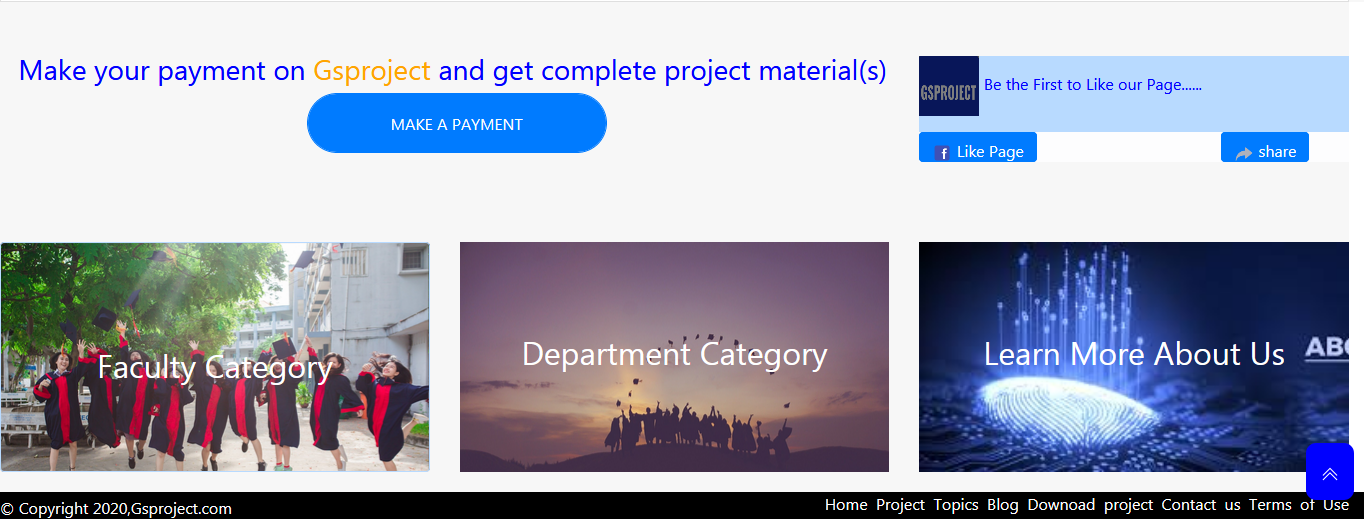 Make your payment on Gsproject and get complete project material(s)
MAKE A PAYMENT
GSPROJECT
Be the First to Like our Page......
f Like Page
share
Faculty Category
Department Category
Learn More About Us
ABO
© Copyright 2020,Gsproject.com
Home Project Topics Blog Downoad project Contact us Terms of Use